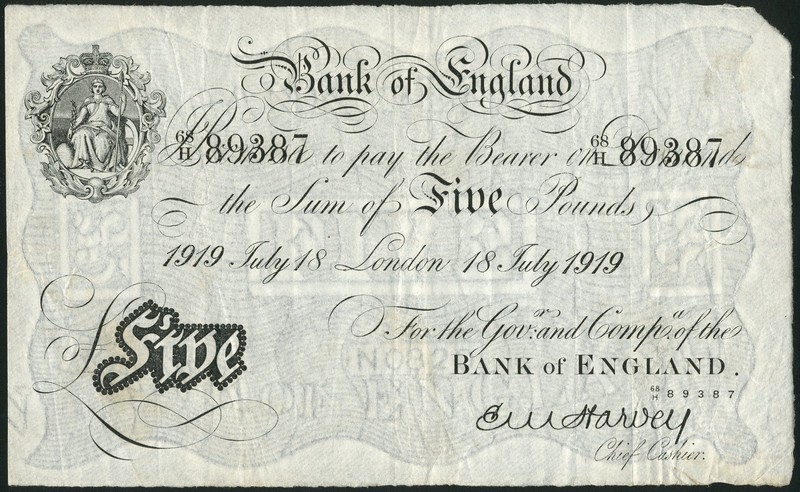 Bank of England
68/H 89387 68/H 89387
I Promise to pay the Bearer on Demand
the Sum of Five Pounds
1919 July 18 London 18 July 1919
For the Govr. and Compa. of the
Five
BANK of ENGLAND.
68/H 89387
E M Harvey
Chief Cashier.